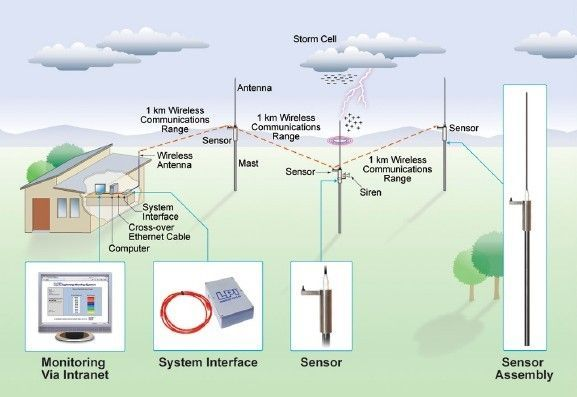 Storm Cell
Antenna
1 km Wireless
Communications
Range
1 km Wireless
Communications
Range
Sensor
Sensor
Wireless
Antenna
Mast
Sensor
1 km Wireless
Communications
Range
Siren
System
Interface
Cross-over
Ethernet Cable
Computer
LPI
Monitoring
Via Intranet
System Interface
Sensor
Sensor
Assembly